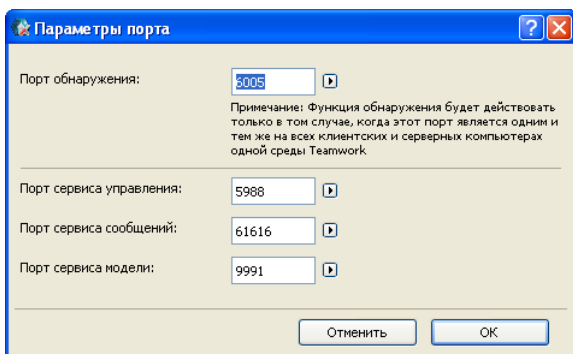 Параметры порта
Порт обнаружения:
6005
Примечание: Функция обнаружения будет действовать
только в том случае, когда этот порт является одним и
тем же на всех клиентских и серверных компьютерах
одной среды Teamwork
Порт сервиса управления:
5988
Порт сервиса сообщений:
61616
Порт сервиса модели:
9991
Отменить
OK